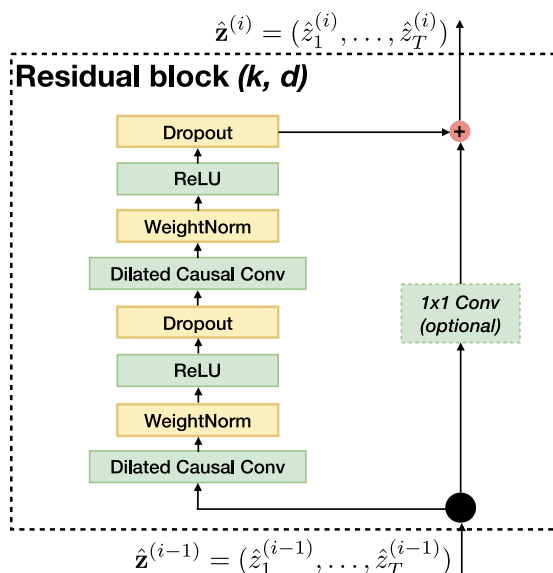 ẑ^(i) = (ẑ_1^(i), . . . , ẑ_T^(i))
Residual block (k, d)
Dropout
+
ReLU
WeightNorm
Dilated Causal Conv
1x1 Conv
(optional)
Dropout
ReLU
WeightNorm
Dilated Causal Conv
ẑ^(i−1) = (ẑ_1^(i−1), . . . , ẑ_T^(i−1))